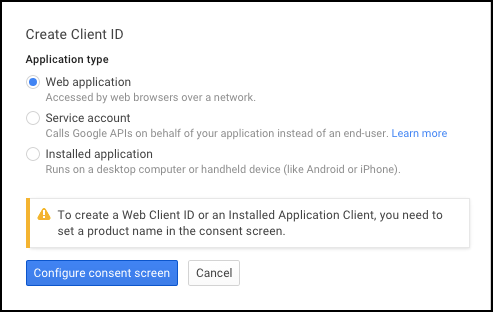 Create Client ID
Application type
Web application
Accessed by web browsers over a network.
Service account
Calls Google APIs on behalf of your application instead of an end-user. Learn more
Installed application
Runs on a desktop computer or handheld device (like Android or iPhone).
To create a Web Client ID or an Installed Application Client, you need to
set a product name in the consent screen.
Configure consent screen
Cancel